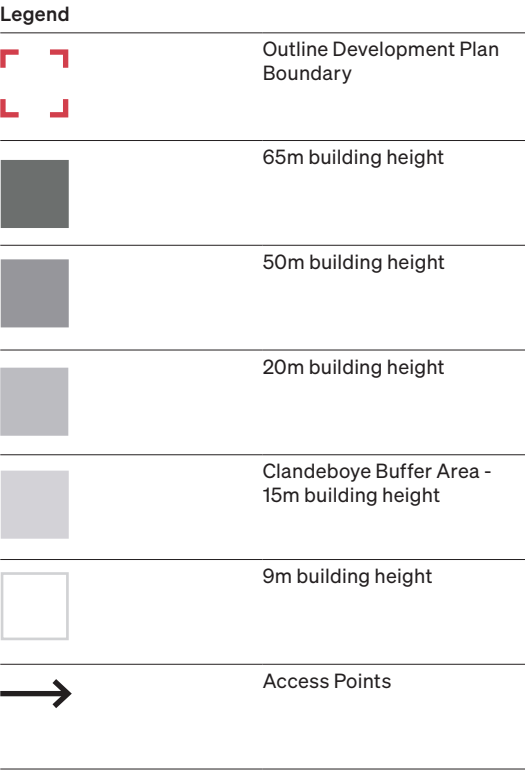 Legend
Outline Development Plan
Boundary
65m building height
50m building height
20m building height
Clandeboye Buffer Area -
15m building height
9m building height
Access Points